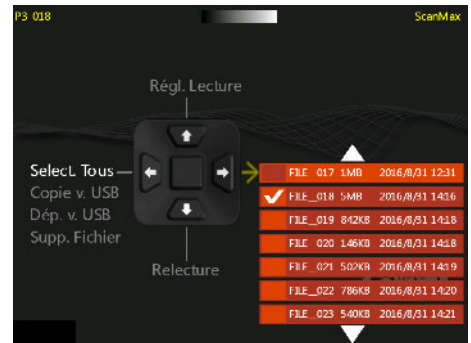 P3 018
ScanMax
Régl. Lecture
Select. Tous
Copie v. USB
Dép. v. USB
Supp. Fichier
Relecture
FILE_017 1MB 2016/8/31 12:31
FILE_018 5MB 2016/8/31 14:16
FILE_019 842KB 2016/8/31 14:18
FILE_020 146KB 2016/8/31 14:18
FILE_021 502KB 2016/8/31 14:19
FILE_022 786KB 2016/8/31 14:20
FILE_023 540KB 2016/8/31 14:21